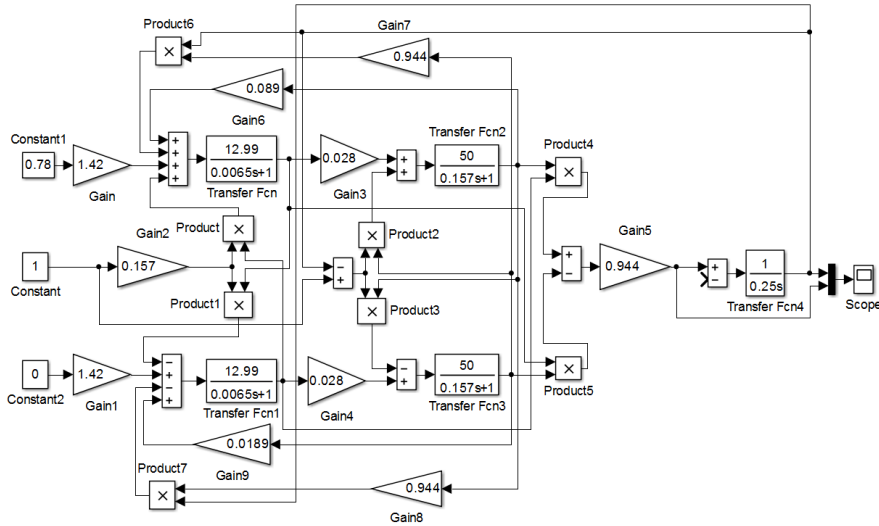 Product6
Gain7
×
0.944
0.089
Gain6
Constant1
0.78
1.42
Gain
+
+
+
+
12.99
0.0065s+1
Transfer Fcn
0.028
Gain3
+
+
Transfer Fcn2
50
0.157s+1
Product4
×
Gain2
Product
×
Product2
×
Gain5
1
Constant
0.157
−
+
+
−
0.944
+
−
1
0.25s
Transfer Fcn4
Scope
Product1
×
Product3
×
0
Constant2
1.42
Gain1
−
+
−
+
12.99
0.0065s+1
Transfer Fcn1
0.028
Gain4
−
+
50
0.157s+1
Transfer Fcn3
×
Product5
0.0189
Gain9
Product7
×
0.944
Gain8